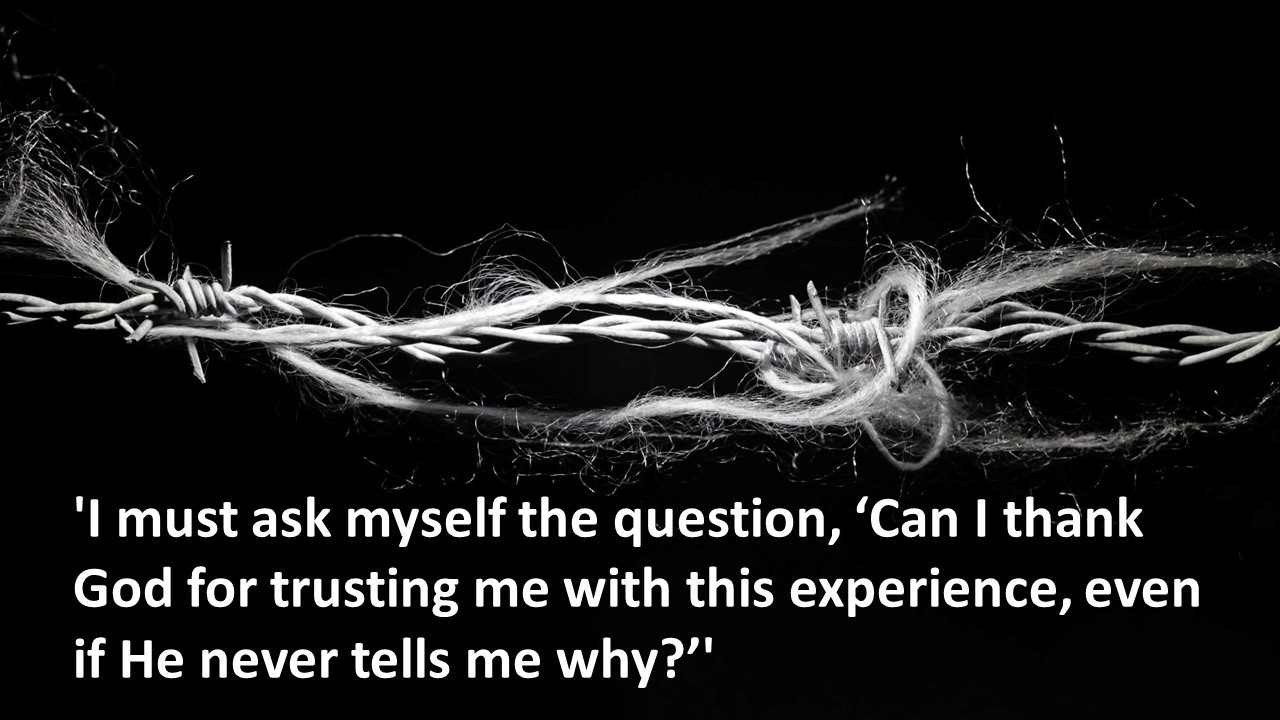 'I must ask myself the question, ‘Can I thank
God for trusting me with this experience, even
if He never tells me why?’'